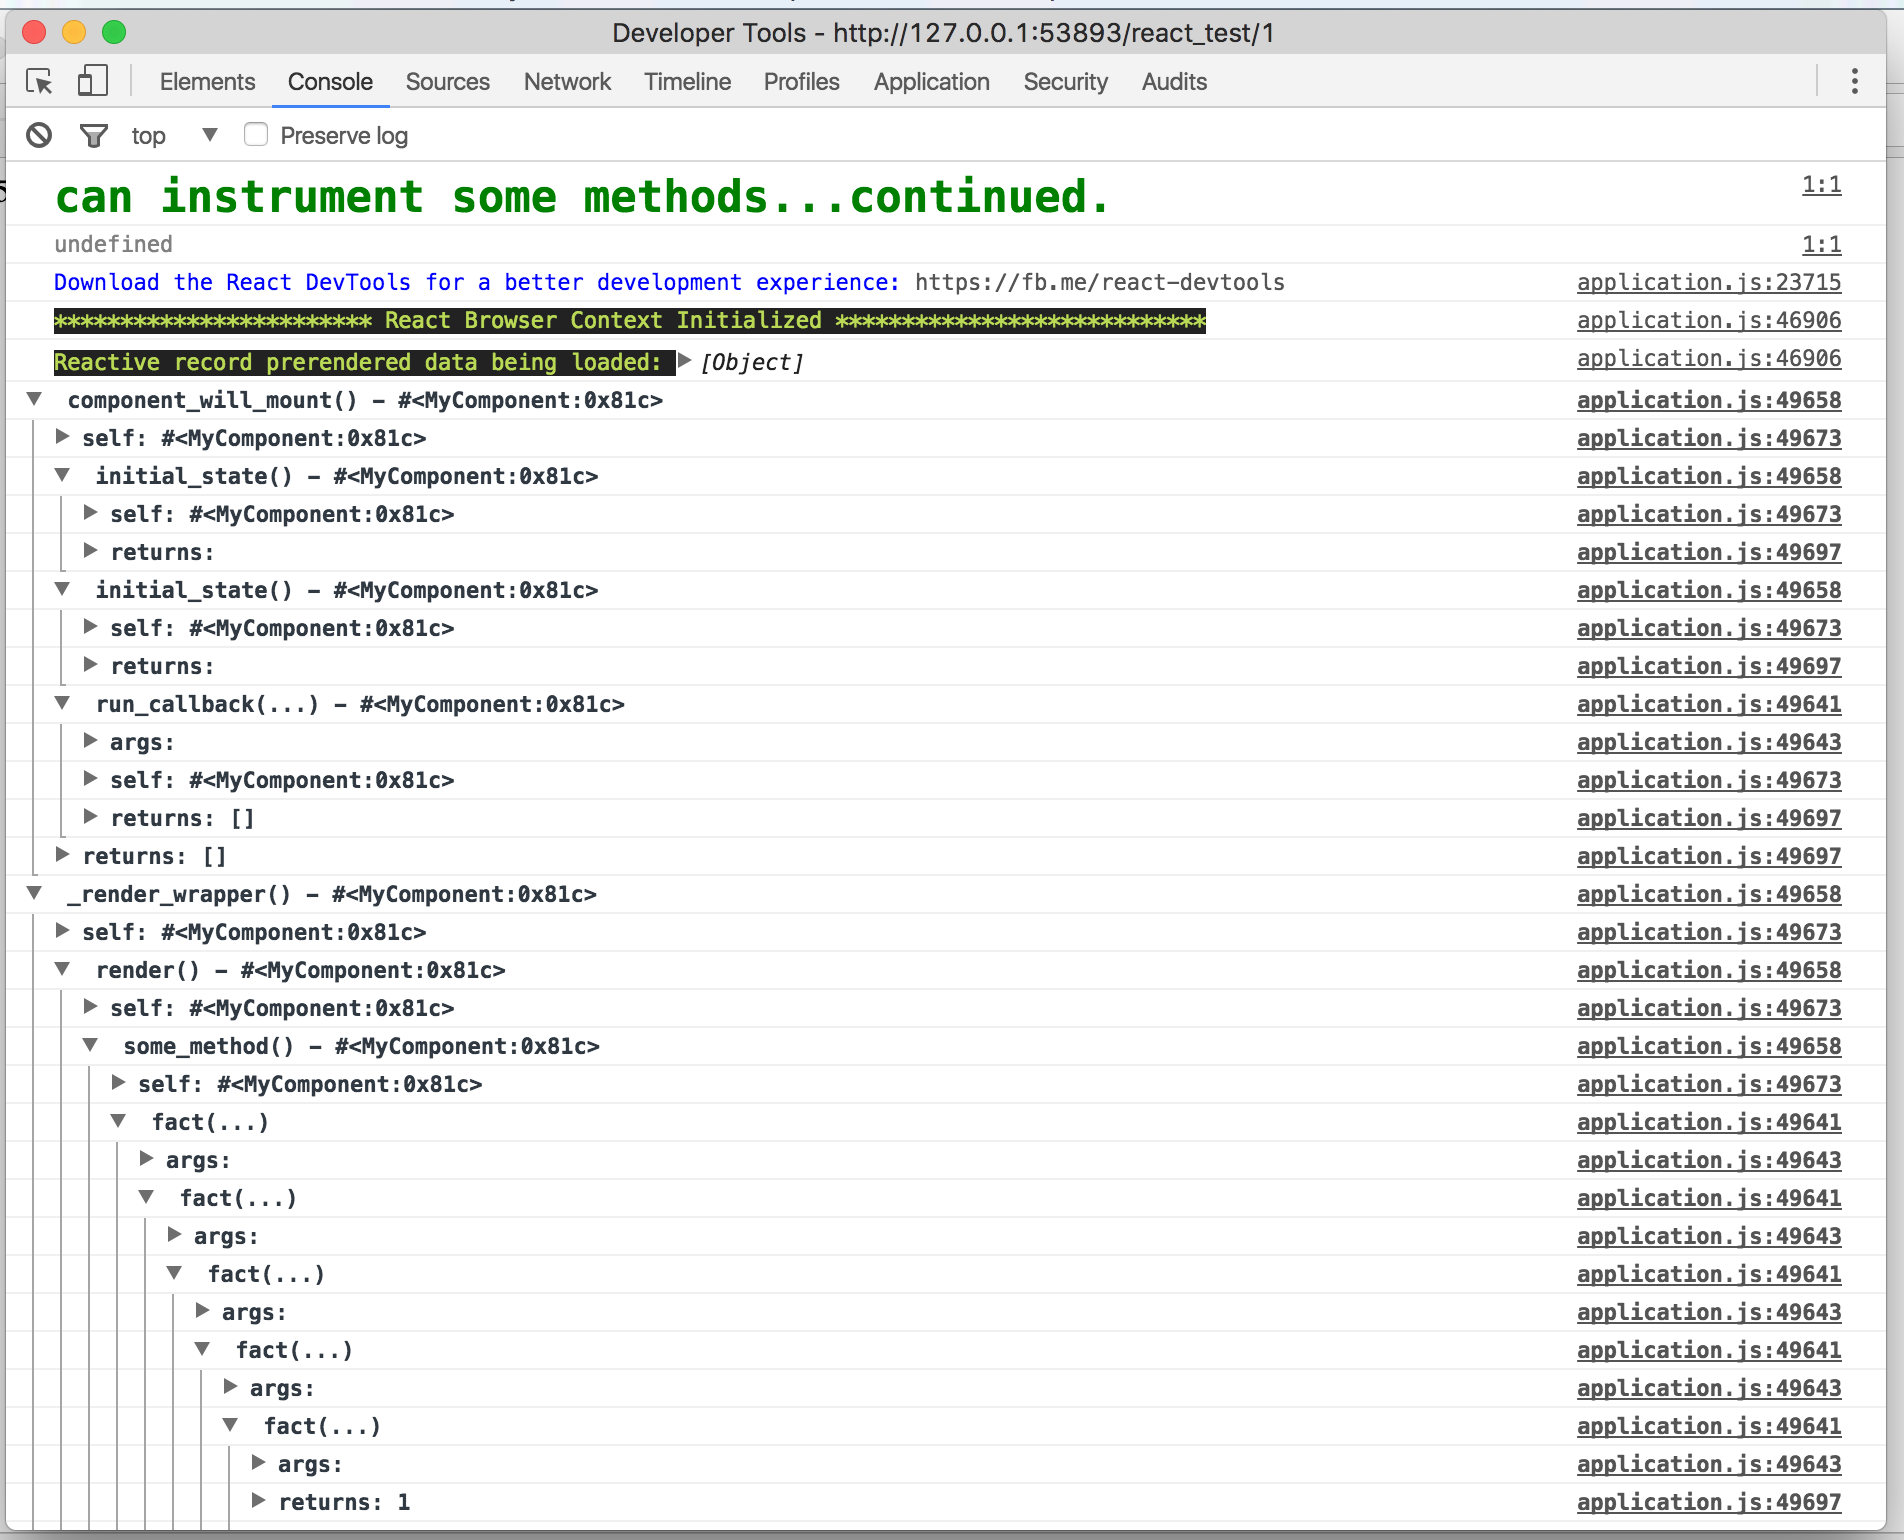 Developer Tools - http://127.0.0.1:53893/react_test/1
Elements Console Sources Network Timeline Profiles Application Security Audits
top Preserve log
can instrument some methods...continued. 1:1
undefined 1:1
Download the React DevTools for a better development experience: https://fb.me/react-devtools application.js:23715
************************ React Browser Context Initialized **************************** application.js:46906
Reactive record prerendered data being loaded: [Object] application.js:46906
component_will_mount() - #<MyComponent:0x81c> application.js:49658
self: #<MyComponent:0x81c> application.js:49673
initial_state() - #<MyComponent:0x81c> application.js:49658
self: #<MyComponent:0x81c> application.js:49673
returns: application.js:49697
initial_state() - #<MyComponent:0x81c> application.js:49658
self: #<MyComponent:0x81c> application.js:49673
returns: application.js:49697
run_callback(...) - #<MyComponent:0x81c> application.js:49641
args: application.js:49643
self: #<MyComponent:0x81c> application.js:49673
returns: [] application.js:49697
returns: [] application.js:49697
_render_wrapper() - #<MyComponent:0x81c> application.js:49658
self: #<MyComponent:0x81c> application.js:49673
render() - #<MyComponent:0x81c> application.js:49658
self: #<MyComponent:0x81c> application.js:49673
some_method() - #<MyComponent:0x81c> application.js:49658
self: #<MyComponent:0x81c> application.js:49673
fact(...) application.js:49641
args: application.js:49643
fact(...) application.js:49641
args: application.js:49643
fact(...) application.js:49641
args: application.js:49643
fact(...) application.js:49641
args: application.js:49643
fact(...) application.js:49641
args: application.js:49643
returns: 1 application.js:49697